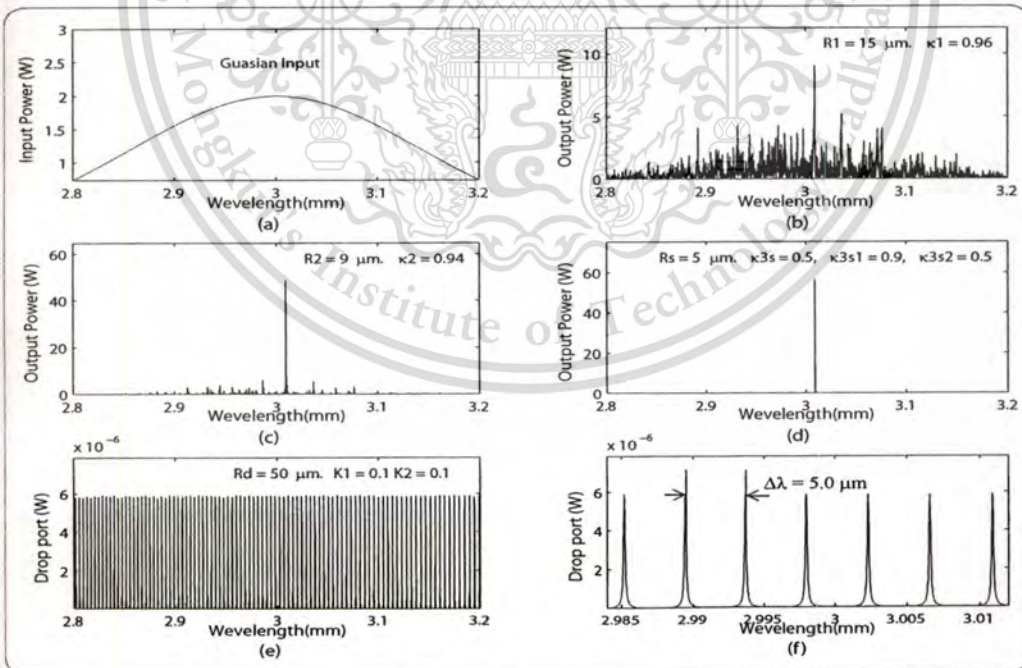 Guasian Input
Input Power (W)
3
2.5
2
1.5
1
2.8 2.9 3 3.1 3.2
Wavelength(mm)
(a)
R1 = 15 μm. κ1 = 0.96
Output Power (W)
10
5
0
2.8 2.9 3 3.1 3.2
Wavelength(mm)
(b)
R2 = 9 μm. κ2 = 0.94
Output Power (W)
60
40
20
0
2.8 2.9 3 3.1 3.2
Wavelength(mm)
(c)
Rs = 5 μm. κ3s = 0.5, κ3s1 = 0.9, κ3s2 = 0.5
Output Power (W)
60
40
20
0
2.8 2.9 3 3.1 3.2
Wavelength(mm)
(d)
x 10⁻⁶
Rd = 50 μm. K1 = 0.1 K2 = 0.1
Drop port (W)
6
4
2
2.8 2.9 3 3.1 3.2
Wavelength(mm)
(e)
x 10⁻⁶
Δλ = 5.0 μm
Drop port (W)
6
4
2
2.985 2.99 2.995 3 3.005 3.01
Wavelength(mm)
(f)
Mongkut's Institute of Technology Ladkra